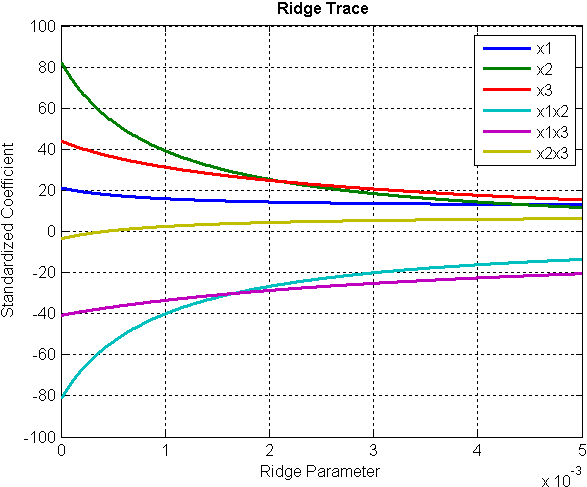 Ridge Trace
Standardized Coefficient
100
80
60
40
20
0
-20
-40
-60
-80
-100
x1
x2
x3
x1x2
x1x3
x2x3
0 1 2 3 4 5
x 10⁻³
Ridge Parameter